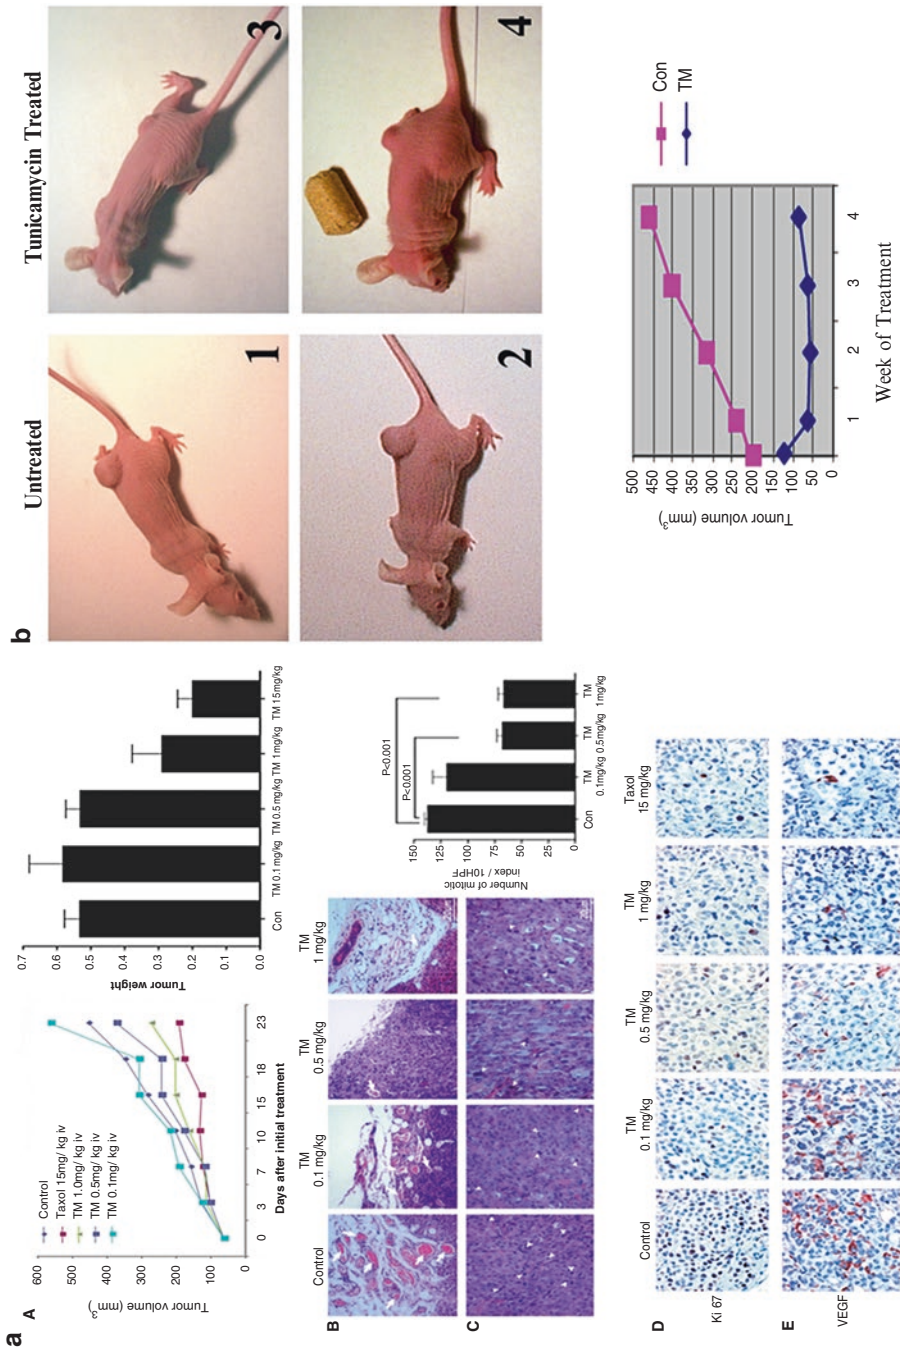 a
A
Tumor volume (mm3)
600
500
400
300
200
100
0
Control
Taxol 15mg/ kg iv
TM 1.0mg/ kg iv
TM 0.5mg/ kg iv
TM 0.1mg/ kg iv
0 3 7 10 15 18 23
Days after initial treatment
Tumor weight
0.7
0.6
0.5
0.4
0.3
0.2
0.1
0.0
Con TM 0.1 mg/kg TM 0.5 mg/kg TM 1mg/kg TM 15mg/kg
B
Control
TM
0.1 mg/kg
TM
0.5 mg/kg
TM
1 mg/kg
C
Number of mitotic
index / 10HPF
150
125
100
75
50
25
0
P<0.001
P<0.001
Con
TM
0.1mg/kg
TM
0.5mg/kg
TM
1mg/kg
Control
TM
0.1 mg/kg
TM
0.5 mg/kg
TM
1 mg/kg
Taxol
15 mg/kg
D
Ki 67
E
VEGF
b
Untreated
Tunicamycin Treated
1
3
2
4
Tumor volume (mm3)
500
450
400
350
300
250
200
150
100
50
0
1 2 3 4
Week of Treatment
Con
TM